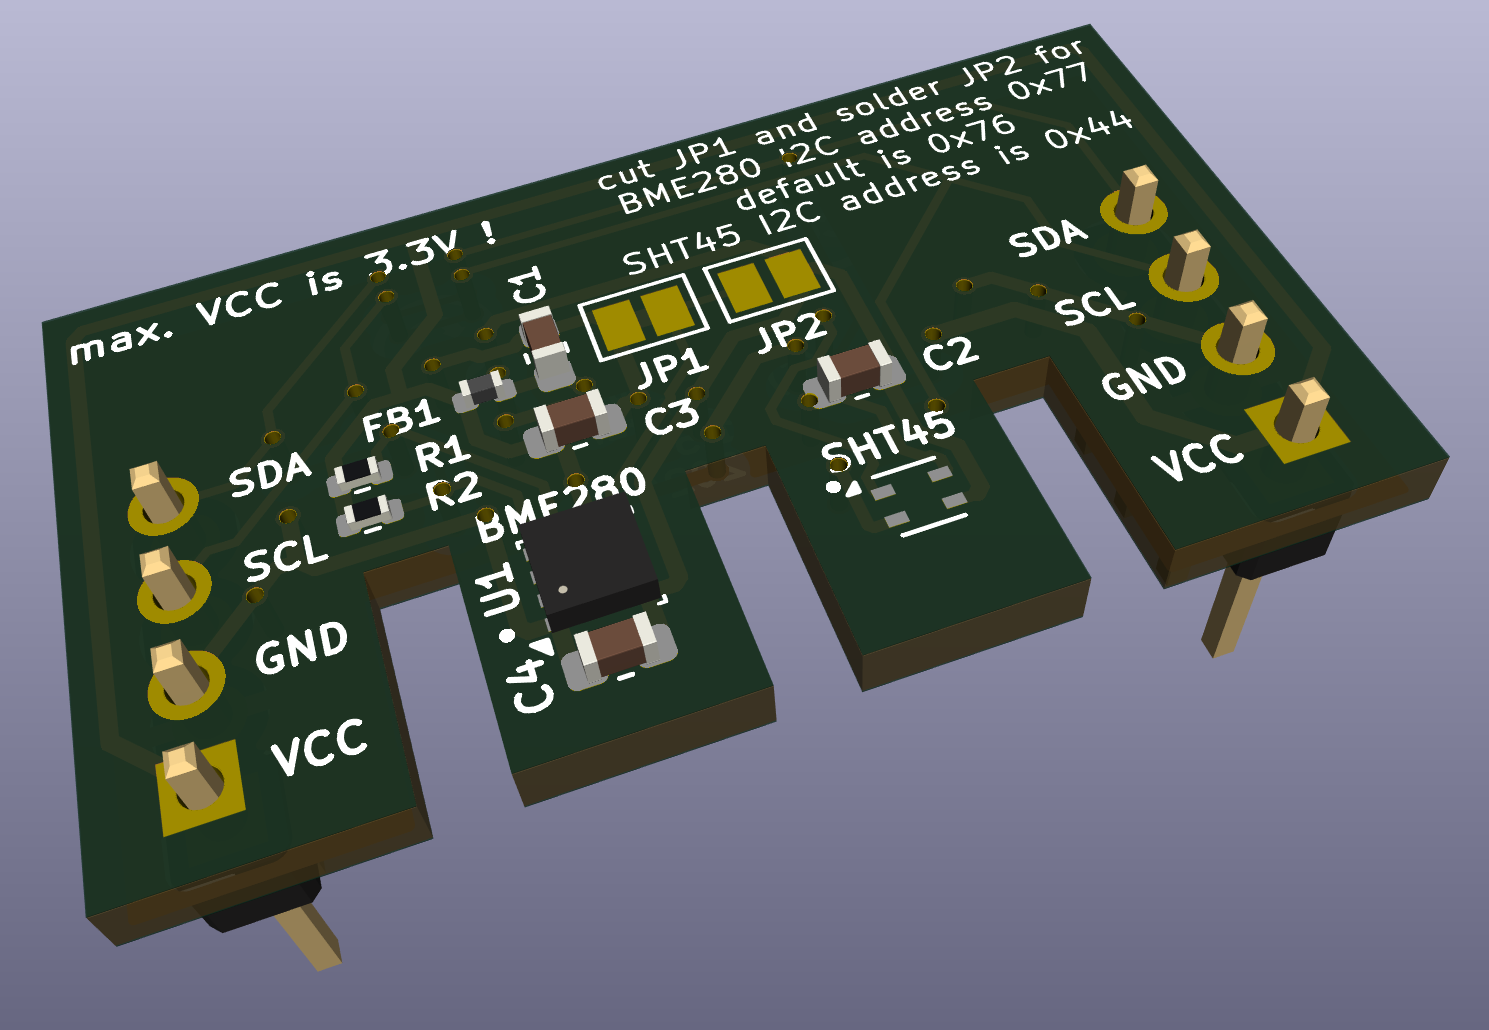 cut JP1 and solder JP2 for
BME280 I2C address 0x77
default is 0x76
SHT45 I2C address is 0x44
max. VCC is 3.3V !
C1
JP1
JP2
C2
C3
FB1
R1
R2
SDA
SCL
GND
VCC
BME280
U1
C4
SHT45
SDA
SCL
GND
VCC